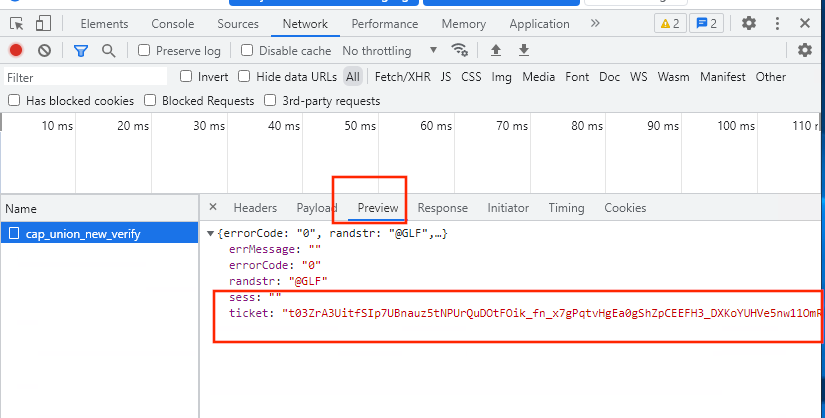 Elements Console Sources Network Performance Memory Application » 2 2
Preserve log Disable cache No throttling
Filter Invert Hide data URLs All Fetch/XHR JS CSS Img Media Font Doc WS Wasm Manifest Other
Has blocked cookies Blocked Requests 3rd-party requests
10 ms 20 ms 30 ms 40 ms 50 ms 60 ms 70 ms 80 ms 90 ms 100 ms 110
Name × Headers Payload Preview Response Initiator Timing Cookies
cap_union_new_verify
{errorCode: "0", randstr: "@GLF",…}
errMessage: ""
errorCode: "0"
randstr: "@GLF"
sess: ""
ticket: "t03ZrA3UitfSIp7UBnauz5tNPUrQuDOtFOik_fn_x7gPqtvHgEa0gShZpCEEFH3_DXKoYUHVe5nw11OmR